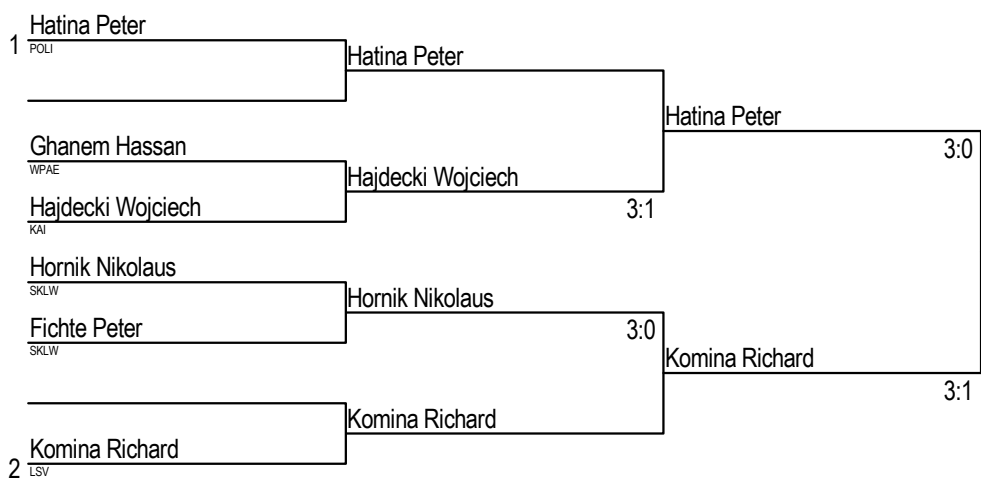 Hatina Peter
1 POLI
Hatina Peter
Hatina Peter
3:0
Ghanem Hassan
WPAE
Hajdecki Wojciech
3:1
Hajdecki Wojciech
KAI
Hornik Nikolaus
SKLW
Hornik Nikolaus
3:0
Fichte Peter
SKLW
Komina Richard
3:1
Komina Richard
Komina Richard
2 LSV